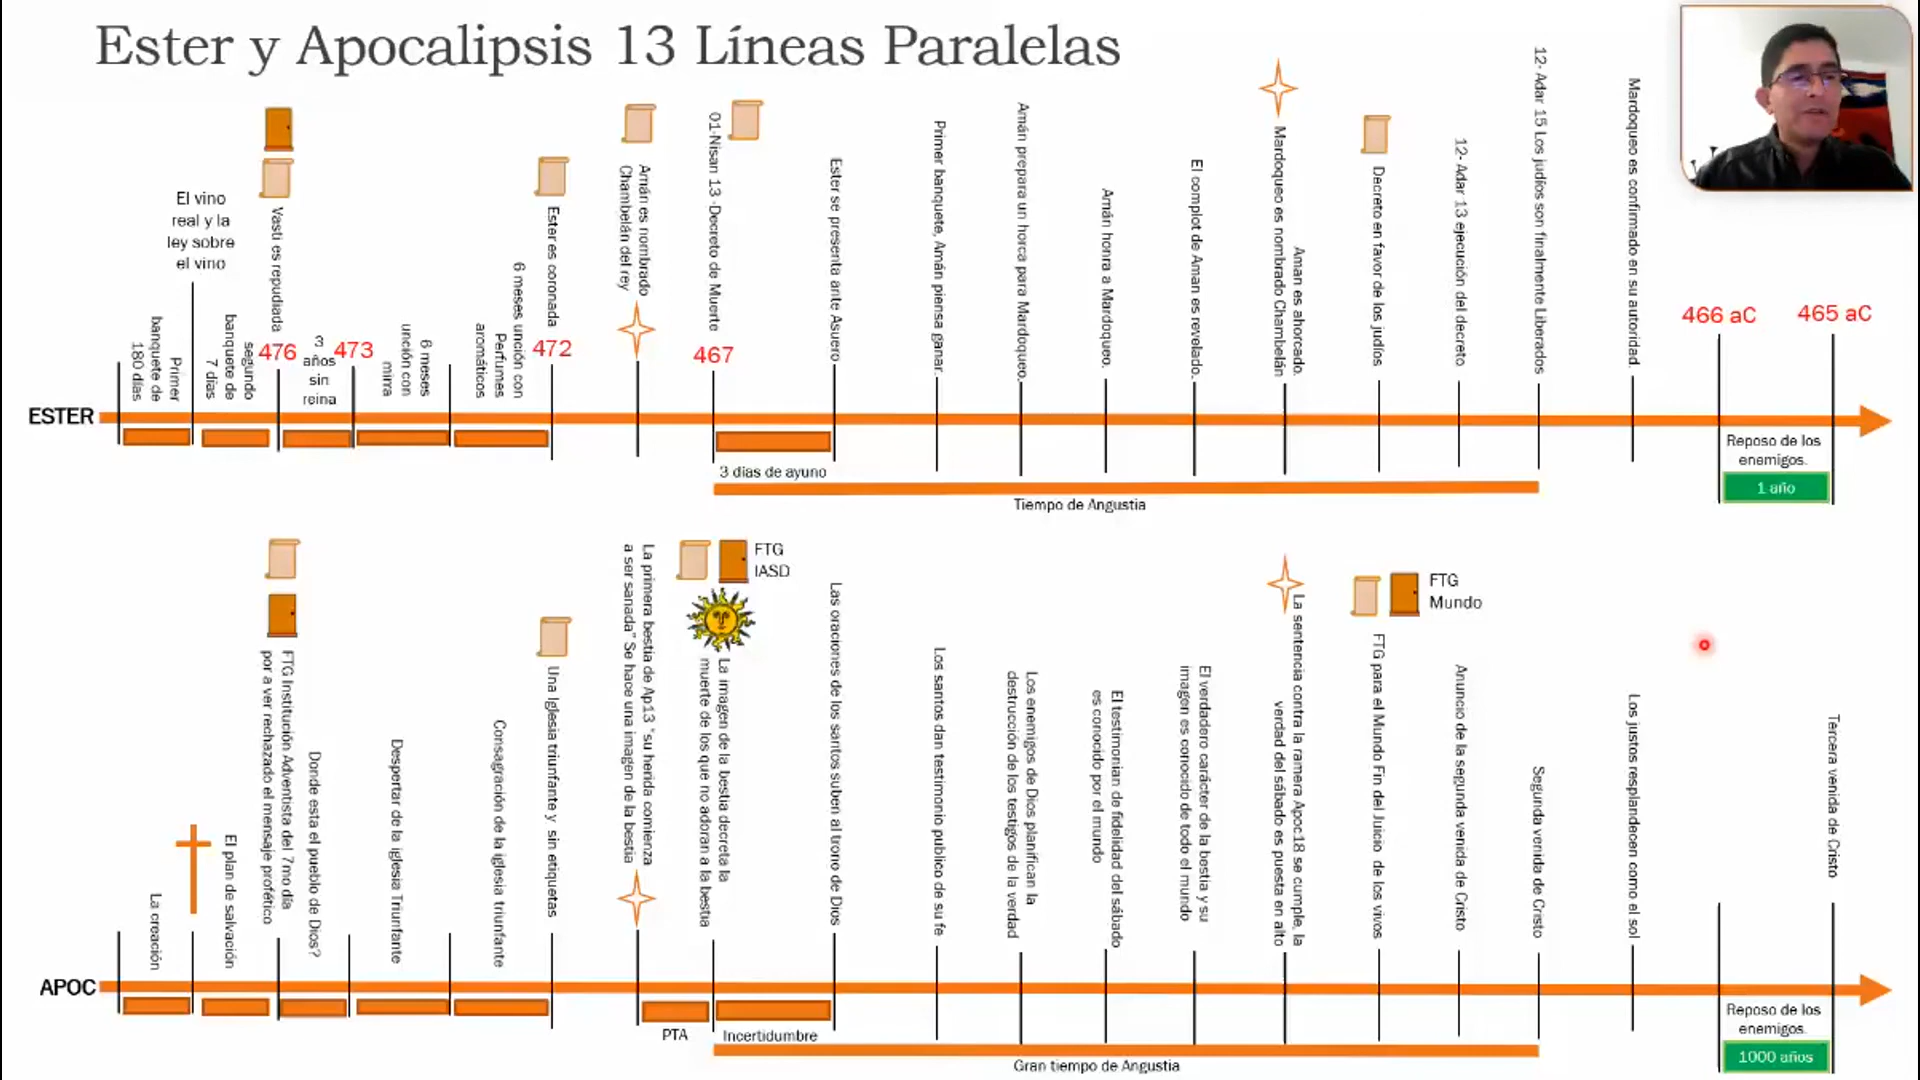 Ester y Apocalipsis 13 Líneas Paralelas
El vino
real y la
ley sobre
el vino
Primer
banquete de
180 días
segundo
banquete de
7 días
Vasti es repudiada
476
3
años
sin
reina
473
6 meses
unción con
mirra
6 meses unción con
Perfumes
aromáticos
Ester es coronada
472
Amán es nombrado
Chambelán del rey
01-Nisan 13 -Decreto de Muerte
467
Ester se presenta ante Asuero
Primer banquete, Amán piensa ganar.
Amán prepara un horca para Mardoqueo.
Amán honra a Mardoqueo.
El complot de Aman es revelado.
Aman es ahorcado.
Mardoqueo es nombrado Chambelán
Decreto en favor de los judíos
12- Adar 13 ejecución del decreto
12- Adar 15 Los judíos son finalmente Liberados
Mardoqueo es confirmado en su autoridad.
466 aC
465 aC
ESTER
3 días de ayuno
Tiempo de Angustia
Reposo de los
enemigos.
1 año
La creación
El plan de salvación
FTG Institución Adventista del 7mo día
por a ver rechazado el mensaje profético
Donde esta el pueblo de Dios?
Despertar de la iglesia Triunfante
Consagración de la iglesia triunfante
Una Iglesia triunfante y sin etiquetas
La primera bestia de Ap13 "su herida comienza
a ser sanada" Se hace una imagen de la bestia
FTG
IASD
La imagen de la bestia decreta la
muerte de los que no adoran a la bestia
Las oraciones de los santos suben al trono de Dios
Los santos dan testimonio publico de su fe
Los enemigos de Dios planifican la
destrucción de los testigos de la verdad
El testimonian de fidelidad del sábado
es conocido por el mundo
El verdadero carácter de la bestia y su
imagen es conocido de todo el mundo
La sentencia contra la ramera Apoc18 se cumple, la
verdad del sábado es puesta en alto
FTG
Mundo
FTG para el Mundo Fin del Juicio de los vivos
Anuncio de la segunda venida de Cristo
Segunda venida de Cristo
Los justos resplandecen como el sol
Tercera venida de Cristo
APOC
PTA
Incertidumbre
Gran tiempo de Angustia
Reposo de los
enemigos.
1000 años